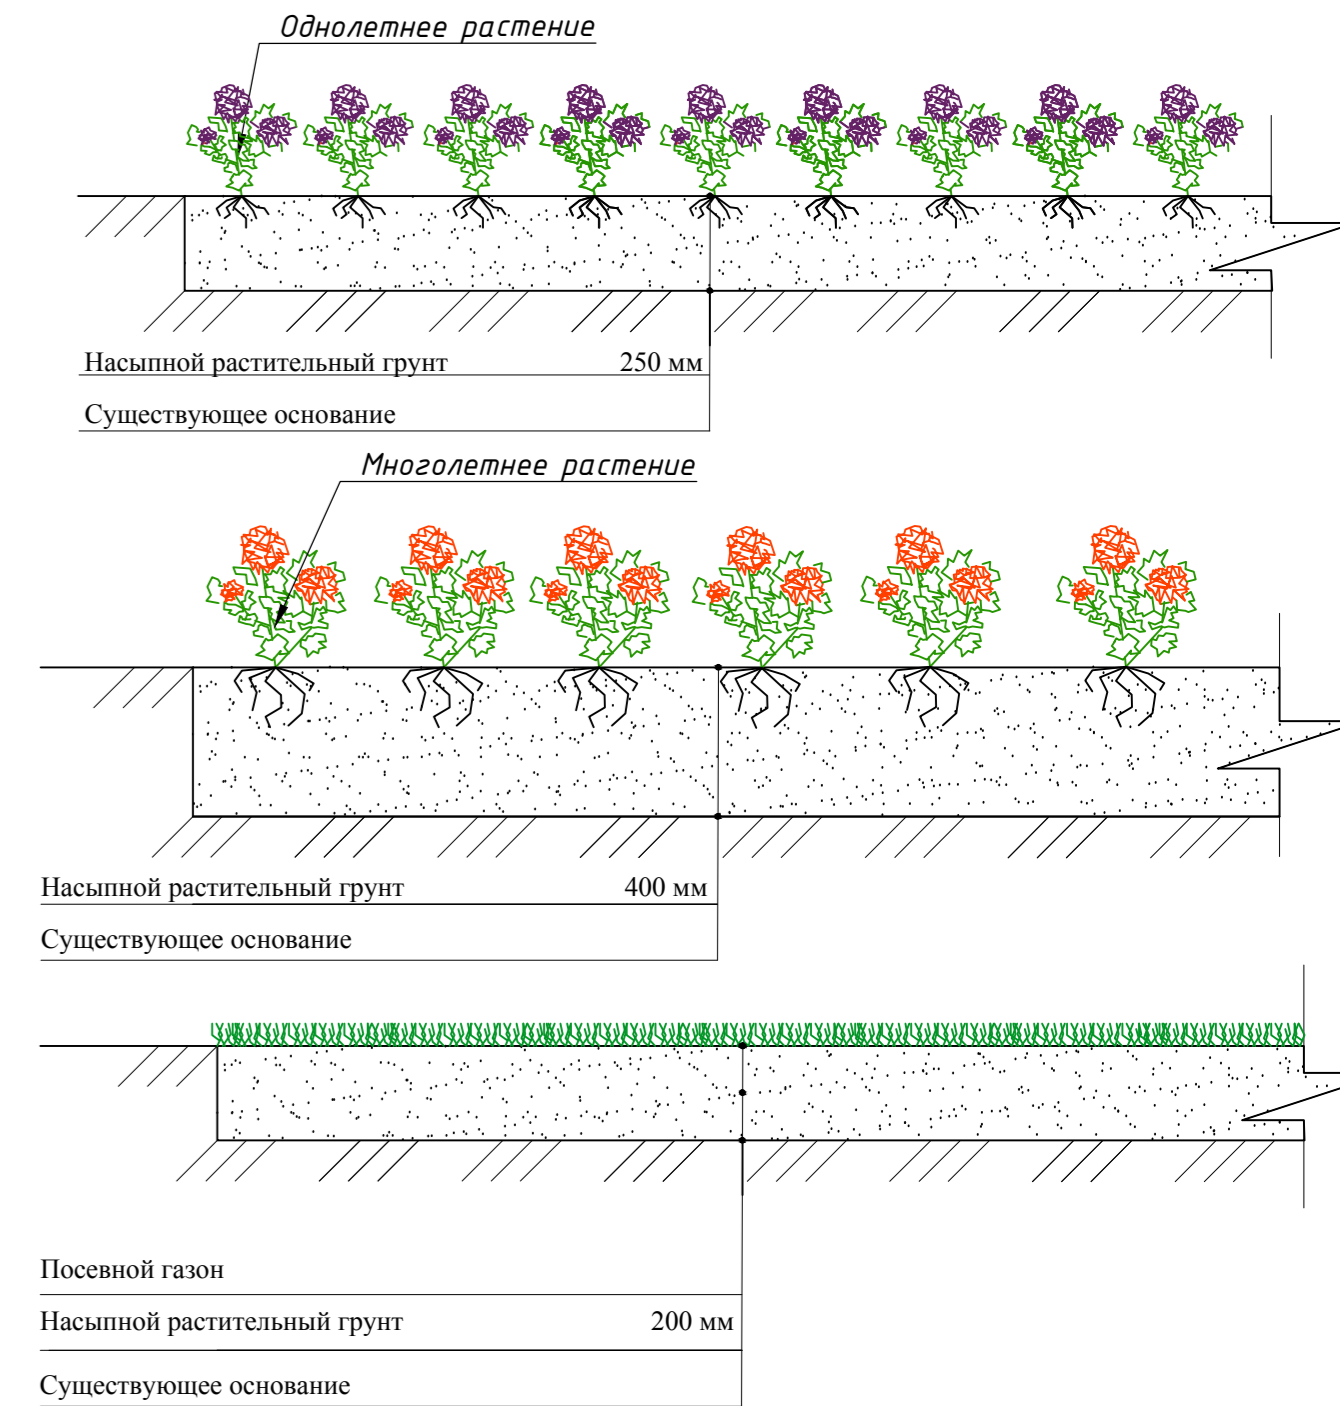 Однолетнее растение
Насыпной растительный грунт 250 мм
Существующее основание
Многолетнее растение
Насыпной растительный грунт 400 мм
Существующее основание
Посевной газон
Насыпной растительный грунт 200 мм
Существующее основание